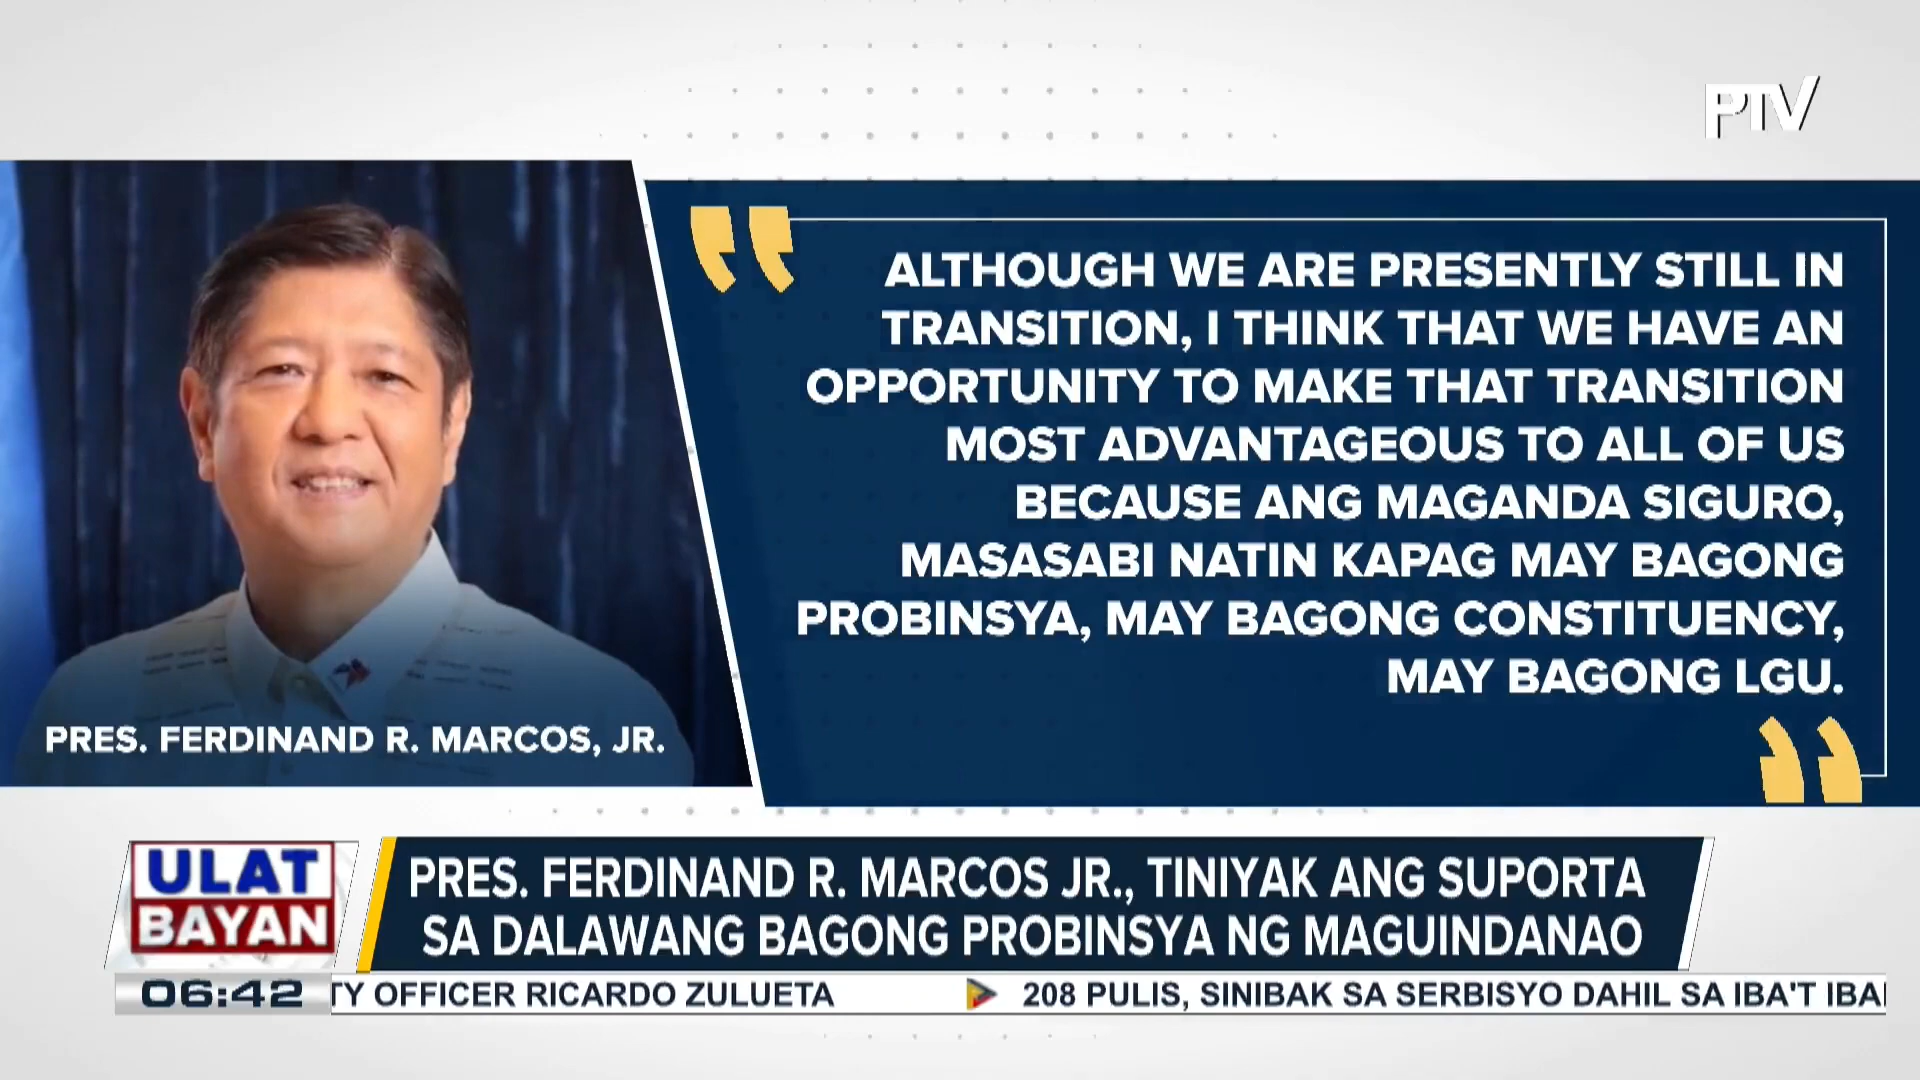 PTV
ALTHOUGH WE ARE PRESENTLY STILL IN
TRANSITION, I THINK THAT WE HAVE AN
OPPORTUNITY TO MAKE THAT TRANSITION
MOST ADVANTAGEOUS TO ALL OF US
BECAUSE ANG MAGANDA SIGURO,
MASASABI NATIN KAPAG MAY BAGONG
PROBINSYA, MAY BAGONG CONSTITUENCY,
MAY BAGONG LGU.
PRES. FERDINAND R. MARCOS, JR.
ULAT
BAYAN
PRES. FERDINAND R. MARCOS JR., TINIYAK ANG SUPORTA
SA DALAWANG BAGONG PROBINSYA NG MAGUINDANAO
06:42
TY OFFICER RICARDO ZULUETA 208 PULIS, SINIBAK SA SERBISYO DAHIL SA IBA'T IBA